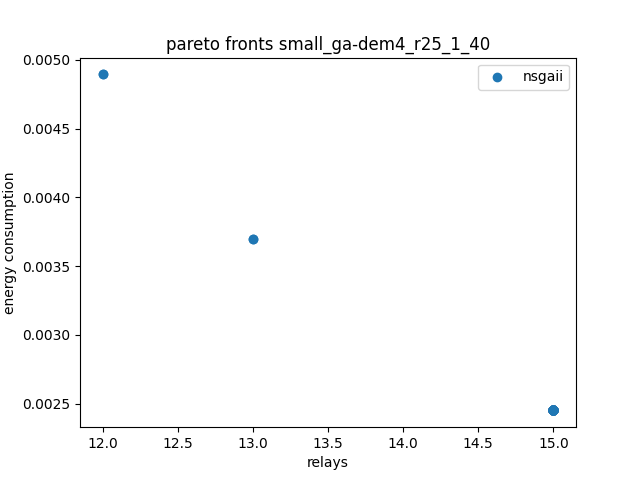 pareto fronts small_ga-dem4_r25_1_40
nsgaii
0.0050
0.0045
0.0040
0.0035
0.0030
0.0025
energy consumption
12.0 12.5 13.0 13.5 14.0 14.5 15.0
relays